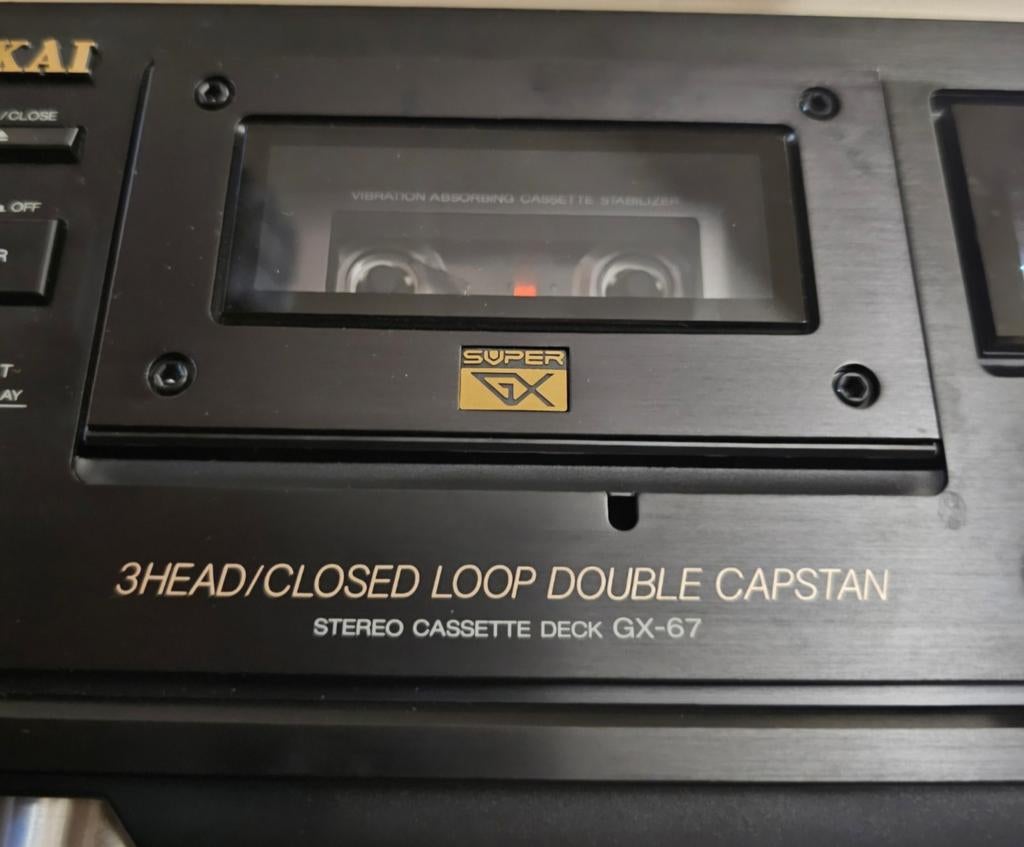 KAI
/CLOSE
OFF
R
T
AY
VIBRATION ABSORBING CASSETTE STABILIZER
SUPER
GX
3HEAD/CLOSED LOOP DOUBLE CAPSTAN
STEREO CASSETTE DECK GX-67